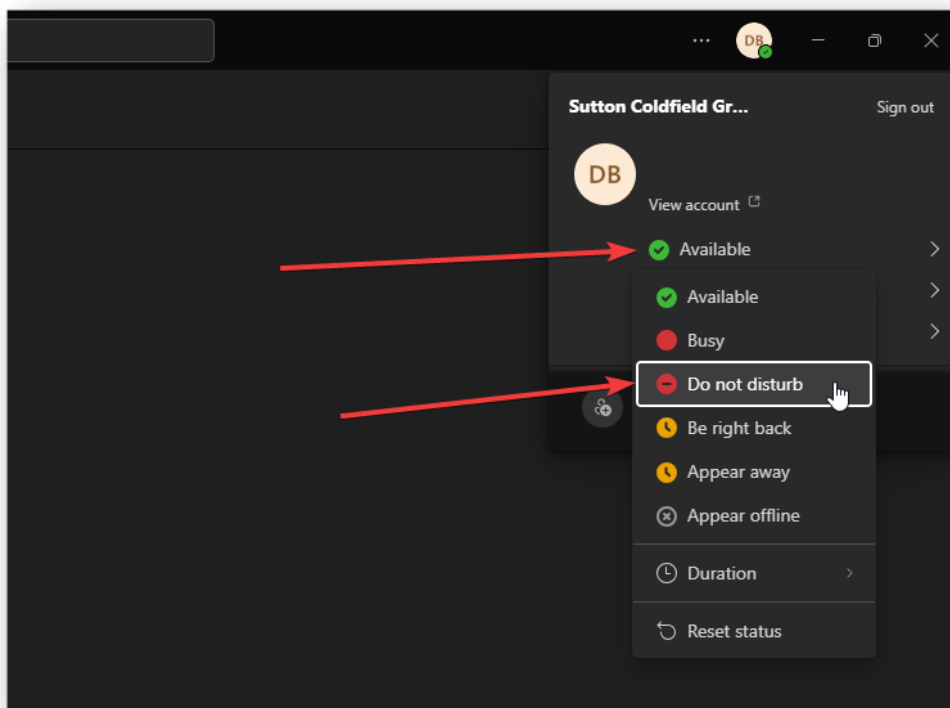 DB
Sutton Coldfield Gr...
Sign out
DB
View account
Available
Available
Busy
Do not disturb
Be right back
Appear away
Appear offline
Duration
Reset status